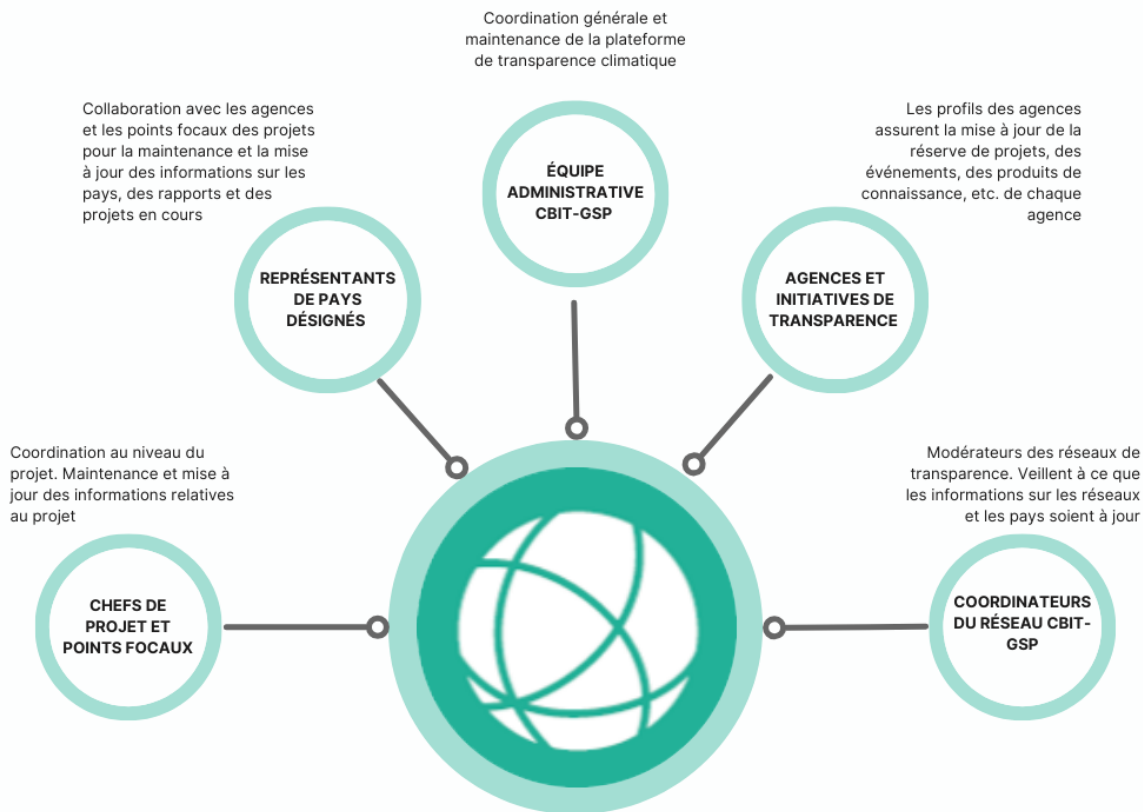 Coordination générale et
maintenance de la plateforme
de transparence climatique
ÉQUIPE
ADMINISTRATIVE
CBIT-GSP
Collaboration avec les agences
et les points focaux des projets
pour la maintenance et la mise
à jour des informations sur les
pays, des rapports et des
projets en cours
REPRÉSENTANTS
DE PAYS
DÉSIGNÉS
Les profils des agences
assurent la mise à jour de la
réserve de projets, des
événements, des produits de
connaissance, etc. de chaque
agence
AGENCES ET
INITIATIVES DE
TRANSPARENCE
Coordination au niveau du
projet. Maintenance et mise à
jour des informations relatives
au projet
CHEFS DE
PROJET ET
POINTS FOCAUX
Modérateurs des réseaux de
transparence. Veillent à ce que
les informations sur les réseaux
et les pays soient à jour
COORDINATEURS
DU RÉSEAU CBIT-
GSP